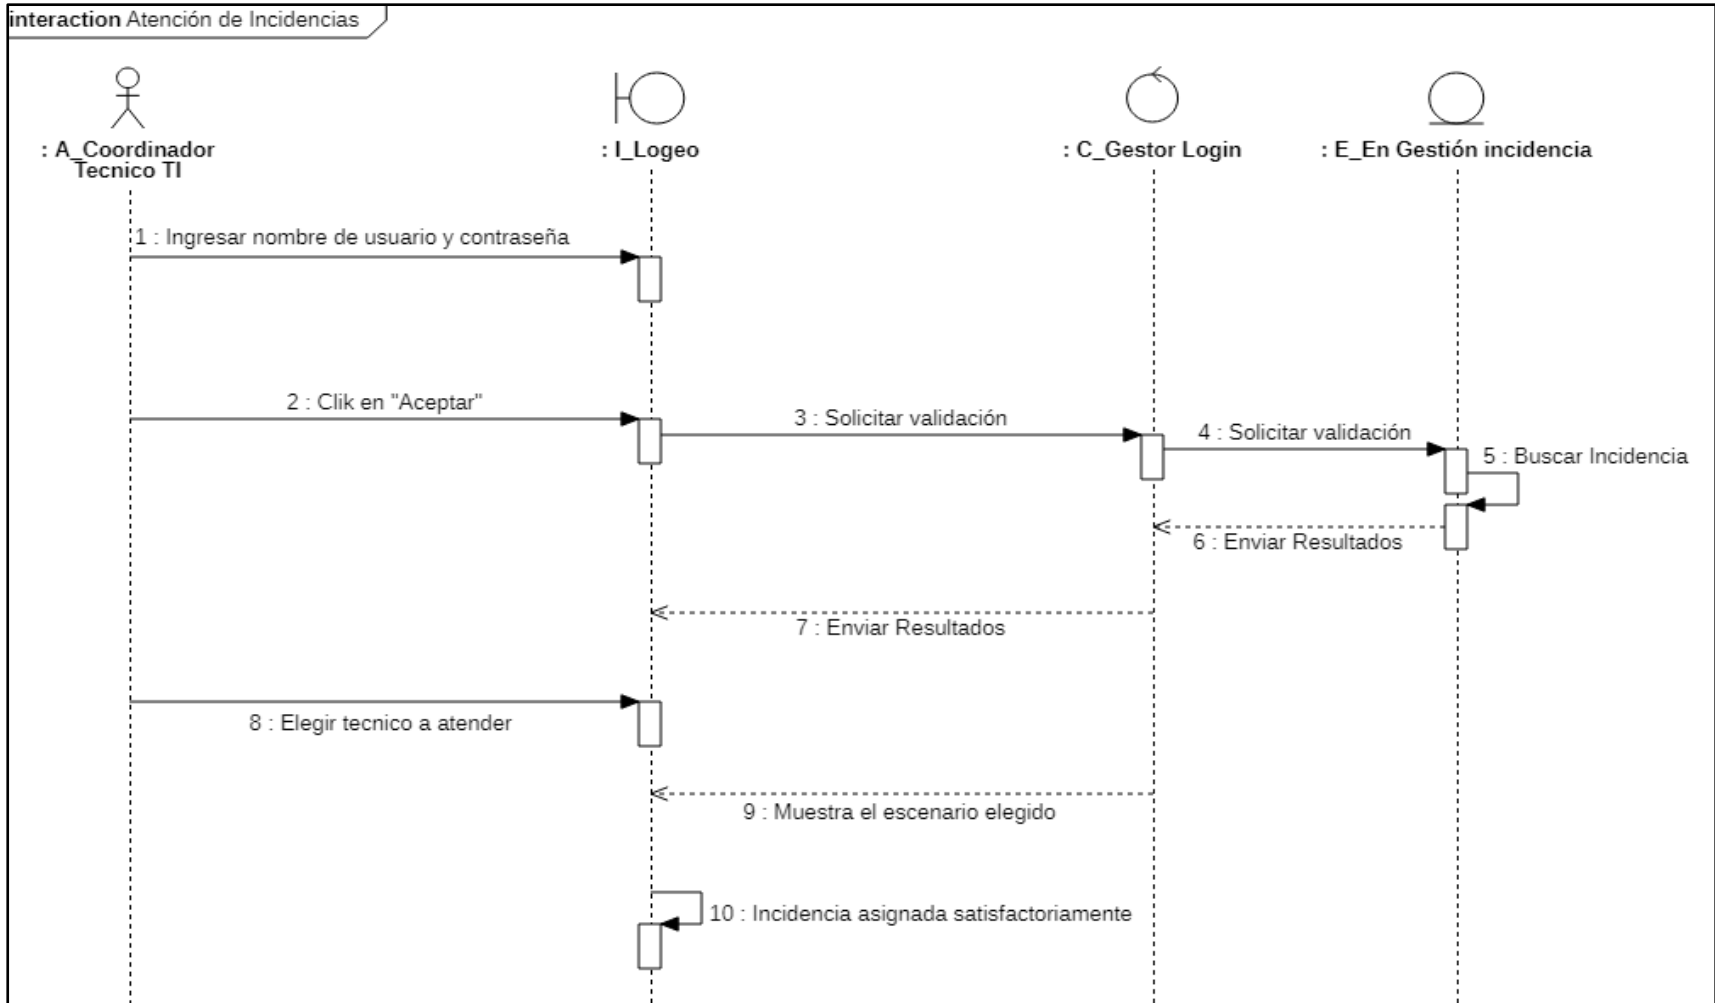 interaction Atención de Incidencias
: A_Coordinador
Tecnico TI
: I_Logeo
: C_Gestor Login
: E_En Gestión incidencia
1 : Ingresar nombre de usuario y contraseña
2 : Clik en "Aceptar"
3 : Solicitar validación
4 : Solicitar validación
5 : Buscar Incidencia
6 : Enviar Resultados
7 : Enviar Resultados
8 : Elegir tecnico a atender
9 : Muestra el escenario elegido
10 : Incidencia asignada satisfactoriamente